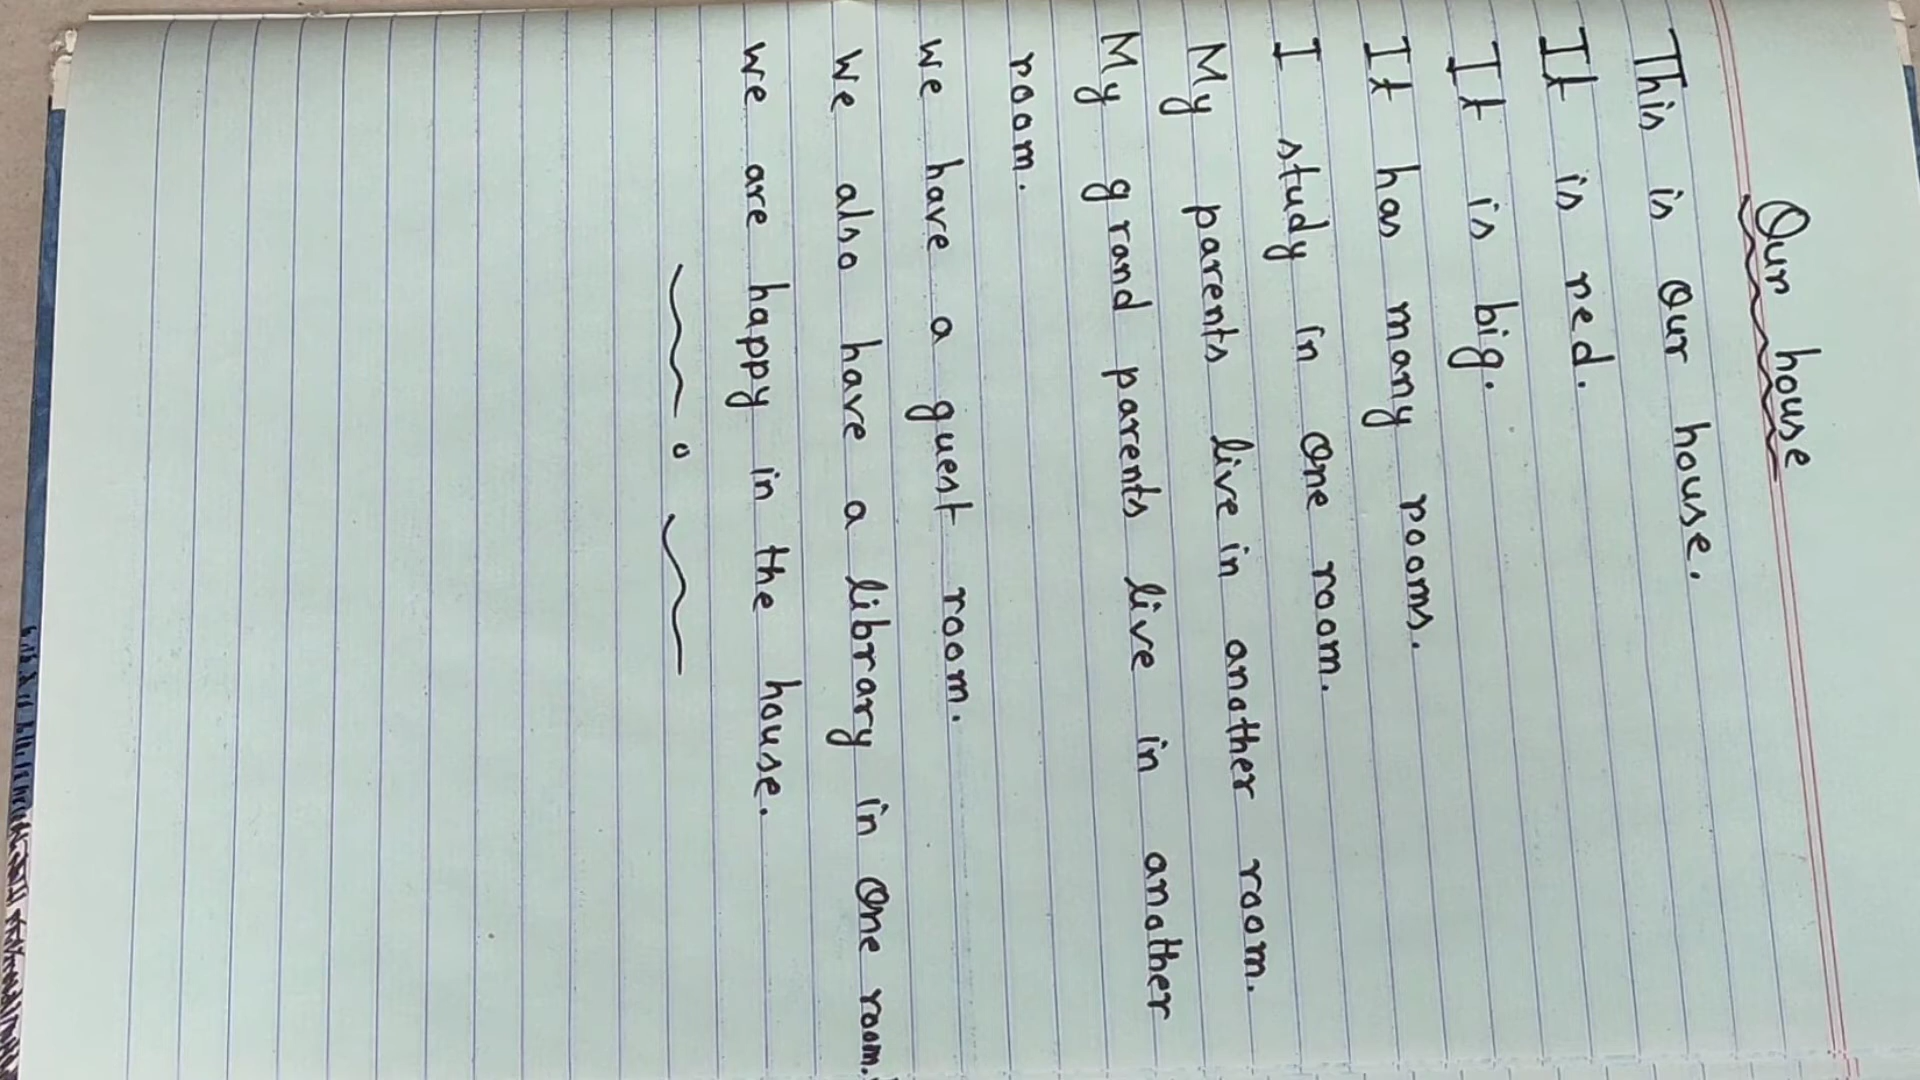 Our house
This is our house.
It is red.
It is big.
It has many rooms.
I study in one room.
My parents live in another room.
My grand parents live in another
room.
We have a guest room.
We also have a library in one room.
We are happy in the house.